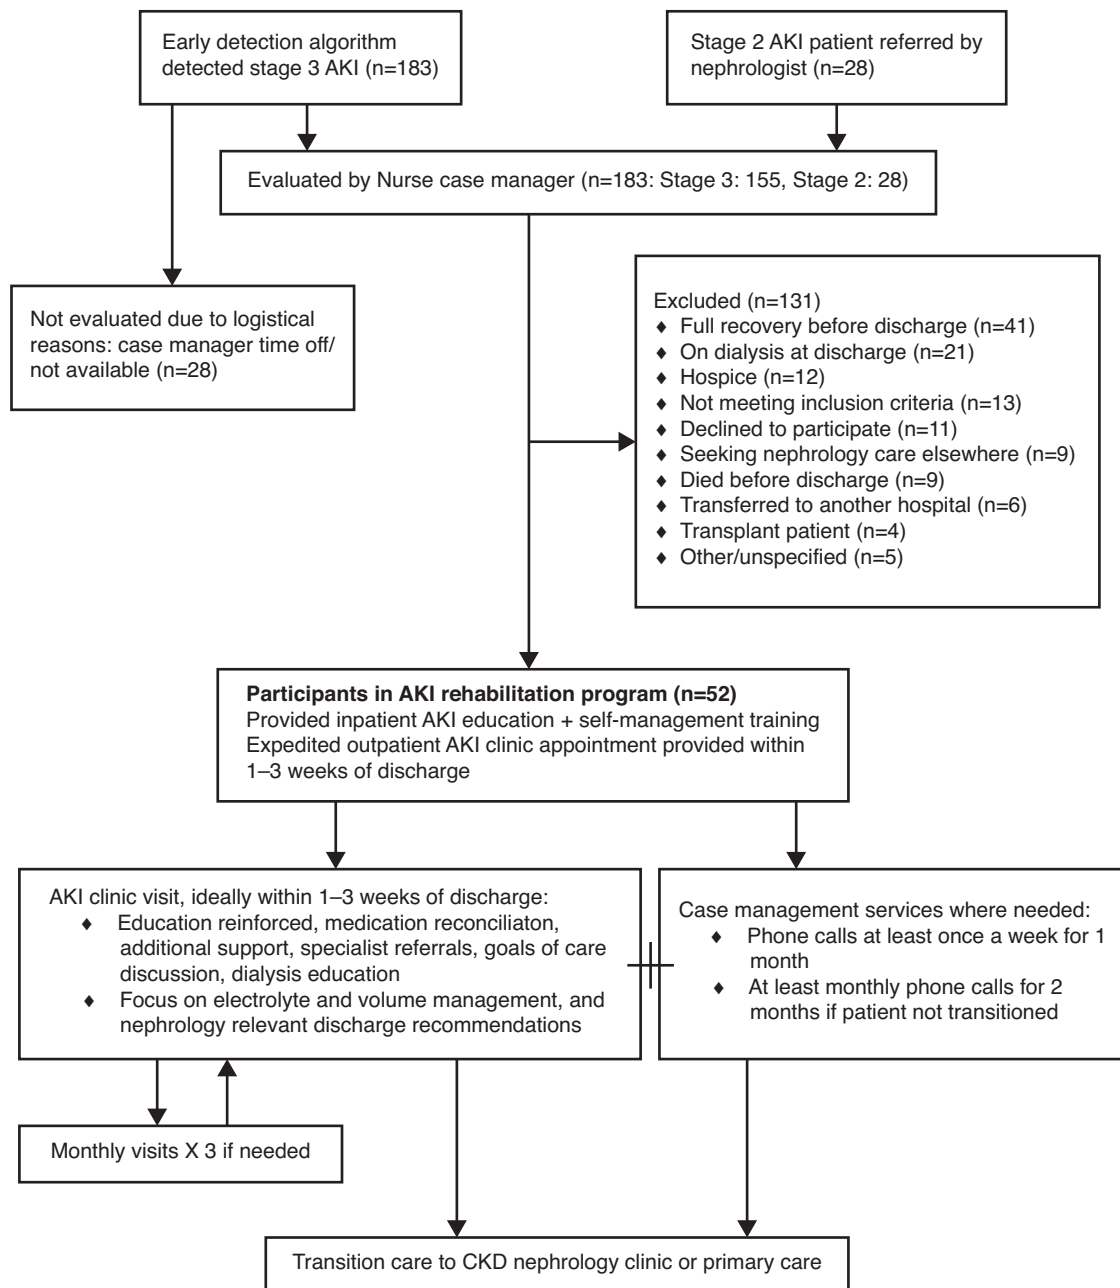 Early detection algorithm
detected stage 3 AKI (n=183)
Stage 2 AKI patient referred by
nephrologist (n=28)
Evaluated by Nurse case manager (n=183: Stage 3: 155, Stage 2: 28)
Not evaluated due to logistical
reasons: case manager time off/
not available (n=28)
Excluded (n=131)
♦ Full recovery before discharge (n=41)
♦ On dialysis at discharge (n=21)
♦ Hospice (n=12)
♦ Not meeting inclusion criteria (n=13)
♦ Declined to participate (n=11)
♦ Seeking nephrology care elsewhere (n=9)
♦ Died before discharge (n=9)
♦ Transferred to another hospital (n=6)
♦ Transplant patient (n=4)
♦ Other/unspecified (n=5)
Participants in AKI rehabilitation program (n=52)
Provided inpatient AKI education + self-management training
Expedited outpatient AKI clinic appointment provided within
1–3 weeks of discharge
AKI clinic visit, ideally within 1–3 weeks of discharge:
♦ Education reinforced, medication reconciliaton,
additional support, specialist referrals, goals of care
discussion, dialysis education
♦ Focus on electrolyte and volume management, and
nephrology relevant discharge recommendations
Case management services where needed:
♦ Phone calls at least once a week for 1
month
♦ At least monthly phone calls for 2
months if patient not transitioned
Monthly visits X 3 if needed
Transition care to CKD nephrology clinic or primary care